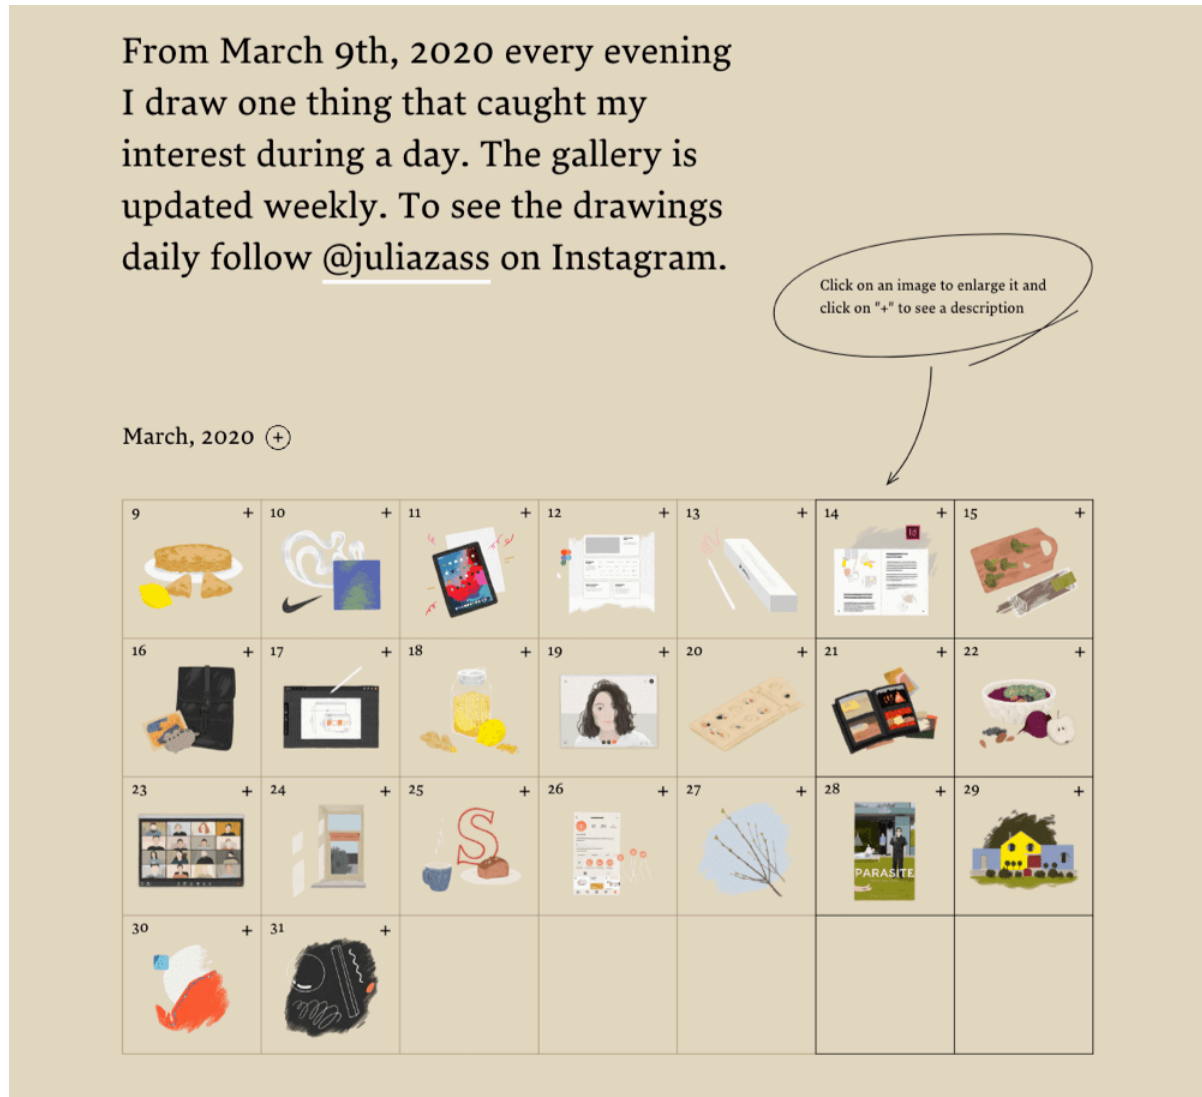 From March 9th, 2020 every evening
I draw one thing that caught my
interest during a day. The gallery is
updated weekly. To see the drawings
daily follow @juliazass on Instagram.
Click on an image to enlarge it and
click on "+" to see a description
March, 2020 +
9 + 10 + 11 + 12 + 13 + 14 + 15 +
16 + 17 + 18 + 19 + 20 + 21 + 22 +
23 + 24 + 25 + 26 + 27 + 28 + 29 +
S
PARASITE
30 + 31 +